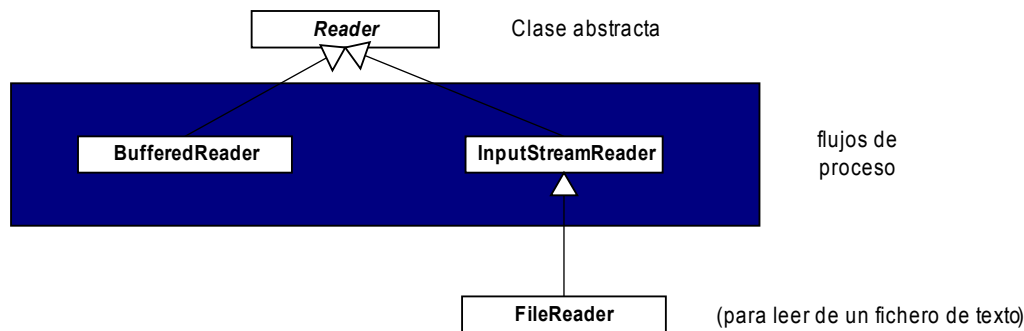 Reader
Clase abstracta
BufferedReader
InputStreamReader
flujos de
proceso
FileReader
(para leer de un fichero de texto)